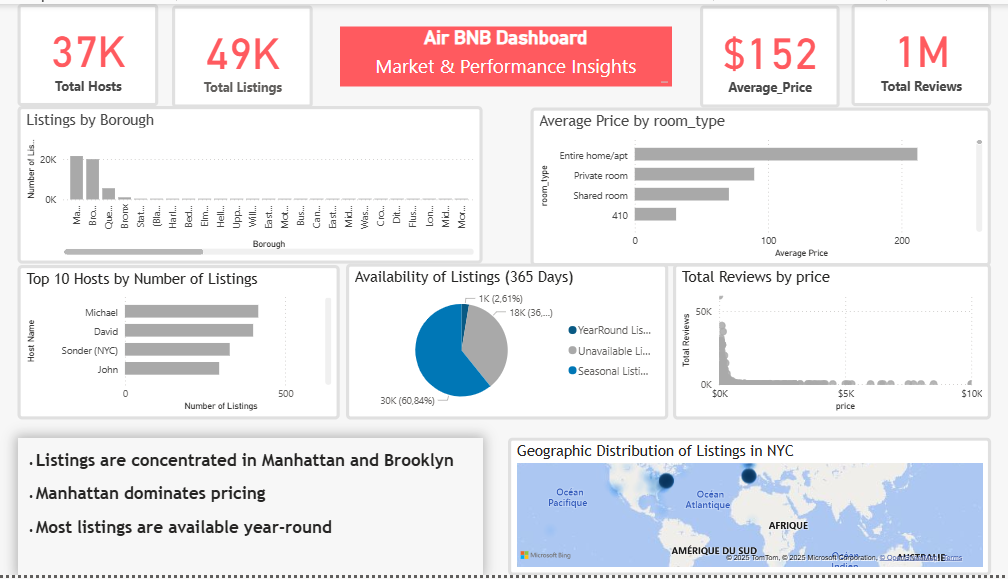 37K
Total Hosts
49K
Total Listings
Air BNB Dashboard
Market & Performance Insights
$152
Average_Price
1M
Total Reviews
Listings by Borough
Number of Lis...
20K
0K
Ma...
Bro...
Que...
Bronx
Stat...
(Bla...
Harl...
Bed...
Elm...
Hell...
Upp...
Will...
East...
Mot...
Bus...
Can...
East...
Mid...
Was...
Cro...
Dit...
Flus...
Lon...
Mid...
Mor...
Borough
Average Price by room_type
room_type
Entire home/apt
Private room
Shared room
410
0
100
200
Average Price
Top 10 Hosts by Number of Listings
Host Name
Michael
David
Sonder (NYC)
John
0
500
Number of Listings
Availability of Listings (365 Days)
1K (2,61%)
18K (36,...)
30K (60,84%)
YearRound Lis...
Unavailable Li...
Seasonal Listi...
Total Reviews by price
Total Reviews
50K
0K
$0K
$5K
$10K
price
. Listings are concentrated in Manhattan and Brooklyn
. Manhattan dominates pricing
. Most listings are available year-round
Geographic Distribution of Listings in NYC
Océan
Pacifique
Océan
Atlantique
AFRIQUE
AMÉRIQUE DU SUD
Océan
Indien
AUSTRALIE
Microsoft Bing
© 2025 TomTom, © 2025 Microsoft Corporation, © OpenStreetMap Terms